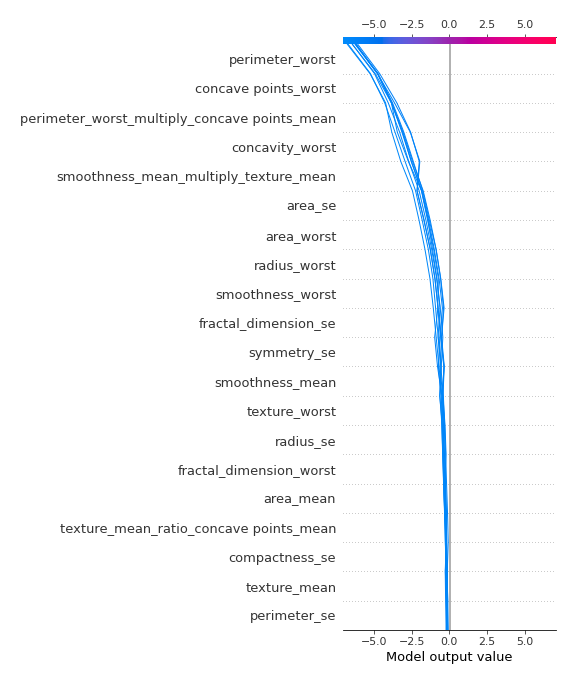 −5.0 −2.5 0.0 2.5 5.0
perimeter_worst
concave points_worst
perimeter_worst_multiply_concave points_mean
concavity_worst
smoothness_mean_multiply_texture_mean
area_se
area_worst
radius_worst
smoothness_worst
fractal_dimension_se
symmetry_se
smoothness_mean
texture_worst
radius_se
fractal_dimension_worst
area_mean
texture_mean_ratio_concave points_mean
compactness_se
texture_mean
perimeter_se
−5.0 −2.5 0.0 2.5 5.0
Model output value